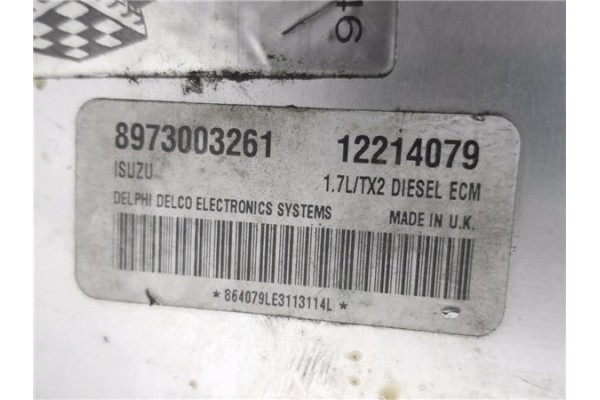 8973003261 12214079
ISUZU 1.7L/TX2 DIESEL ECM
DELPHI DELCO ELECTRONICS SYSTEMS MADE IN U.K.
* 864079LE3113114L *